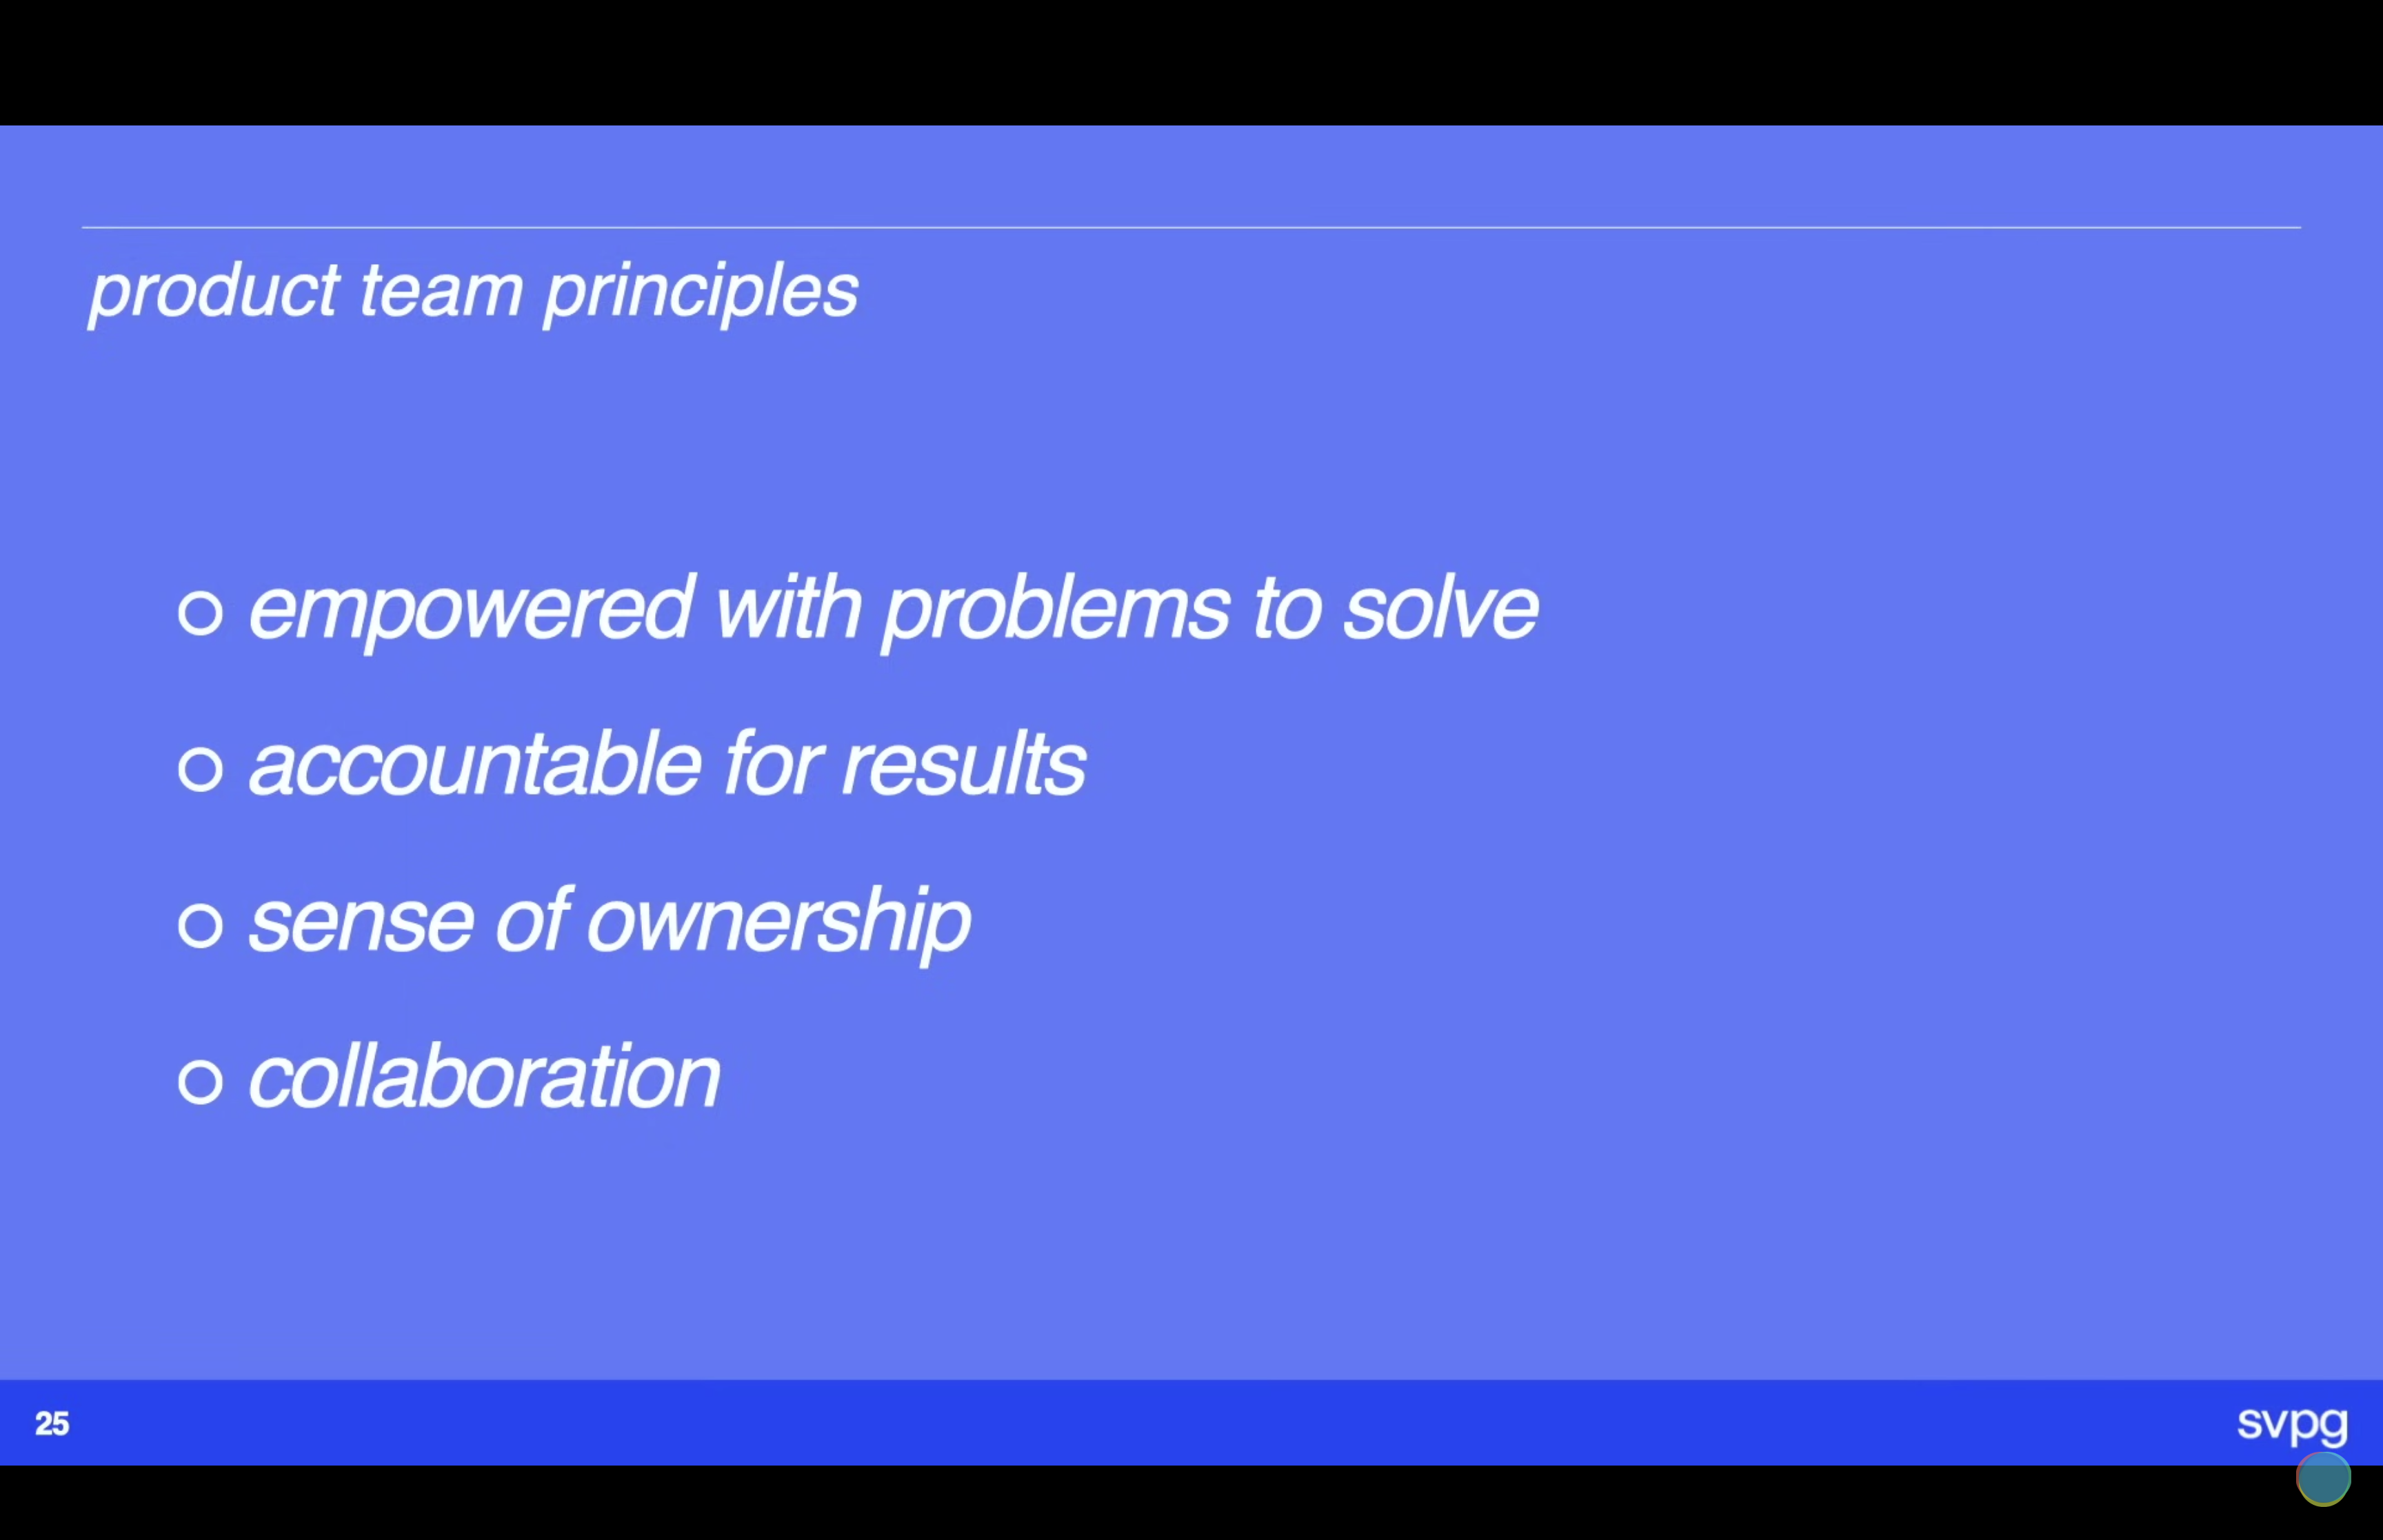 product team principles
empowered with problems to solve
accountable for results
sense of ownership
collaboration
25
svpg